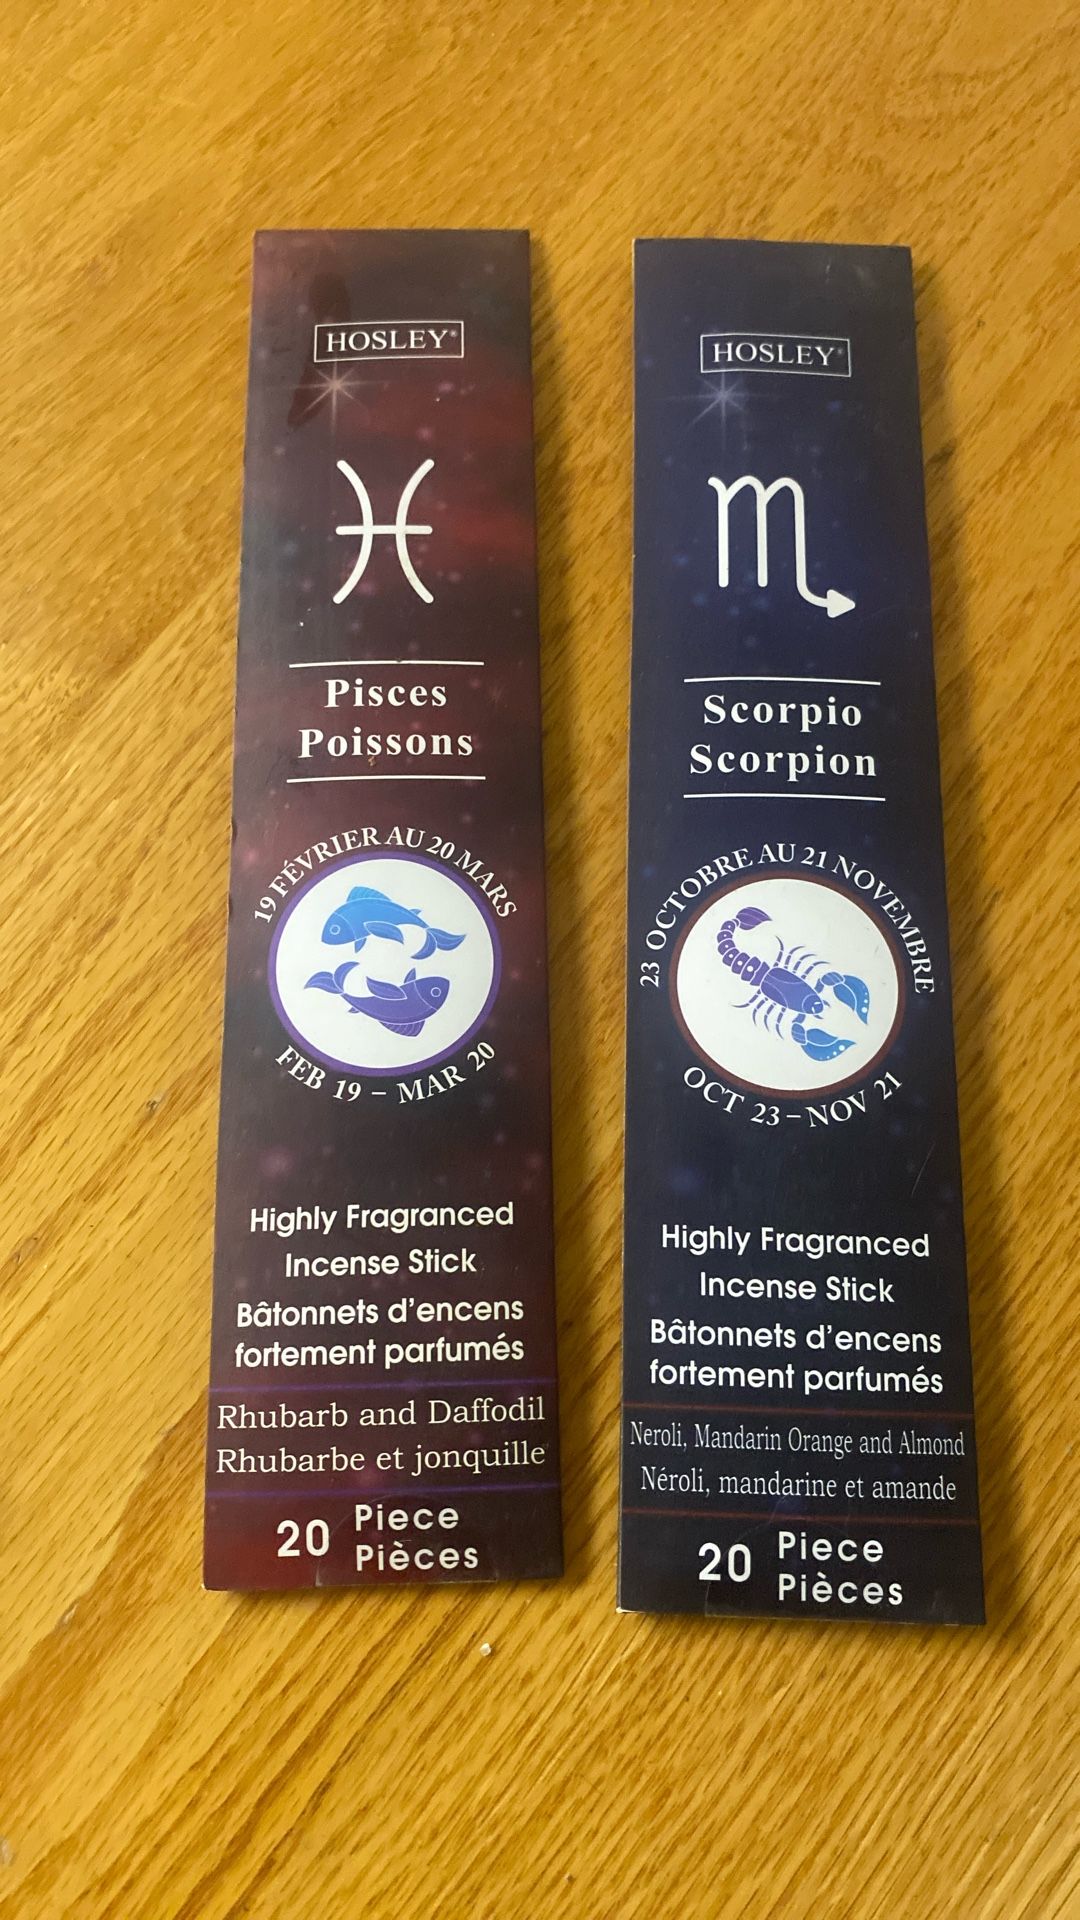 HOSLEY®
Pisces
Poissons
19 FÉVRIER AU 20 MARS
FEB 19 – MAR 20
Highly Fragranced
Incense Stick
Bâtonnets d'encens
fortement parfumés
Rhubarb and Daffodil
Rhubarbe et jonquille
20 Piece
Pièces
HOSLEY®
Scorpio
Scorpion
23 OCTOBRE AU 21 NOVEMBRE
OCT 23 – NOV 21
Highly Fragranced
Incense Stick
Bâtonnets d'encens
fortement parfumés
Neroli, Mandarin Orange and Almond
Néroli, mandarine et amande
20 Piece
Pièces